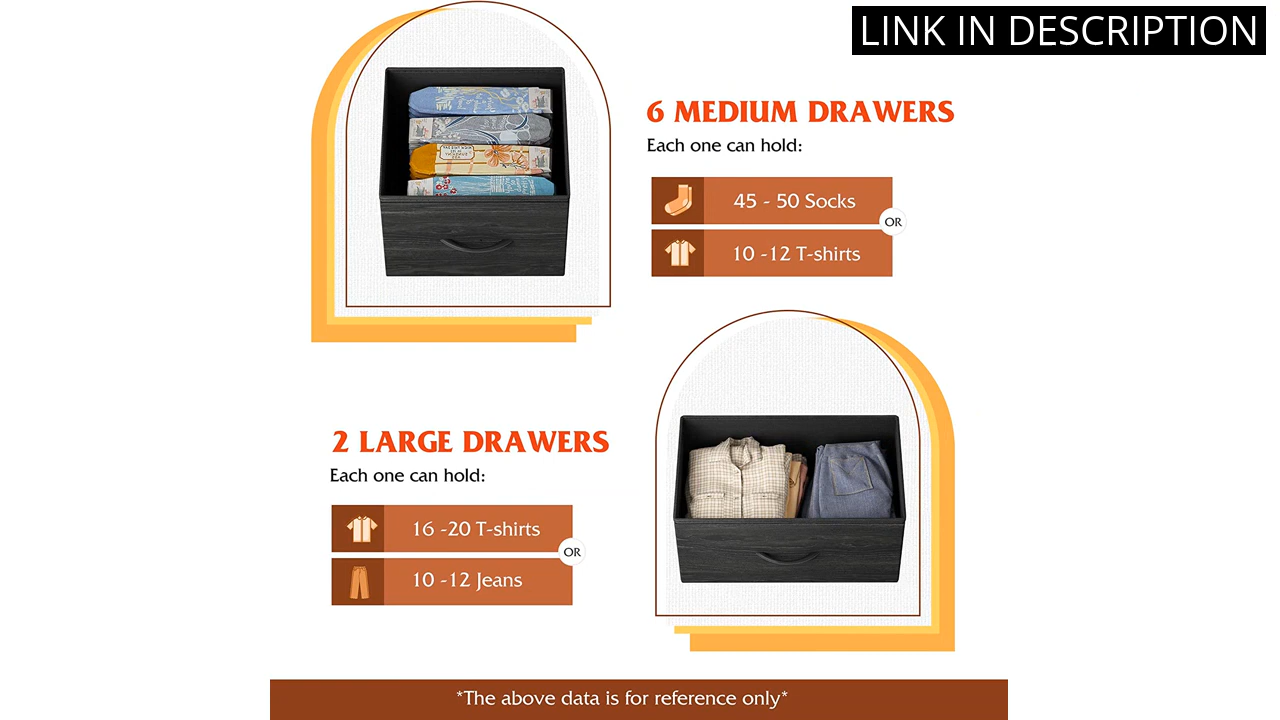 LINK IN DESCRIPTION
6 MEDIUM DRAWERS
Each one can hold:
45 - 50 Socks
OR
10 -12 T-shirts
2 LARGE DRAWERS
Each one can hold:
16 -20 T-shirts
OR
10 -12 Jeans
*The above data is for reference only*